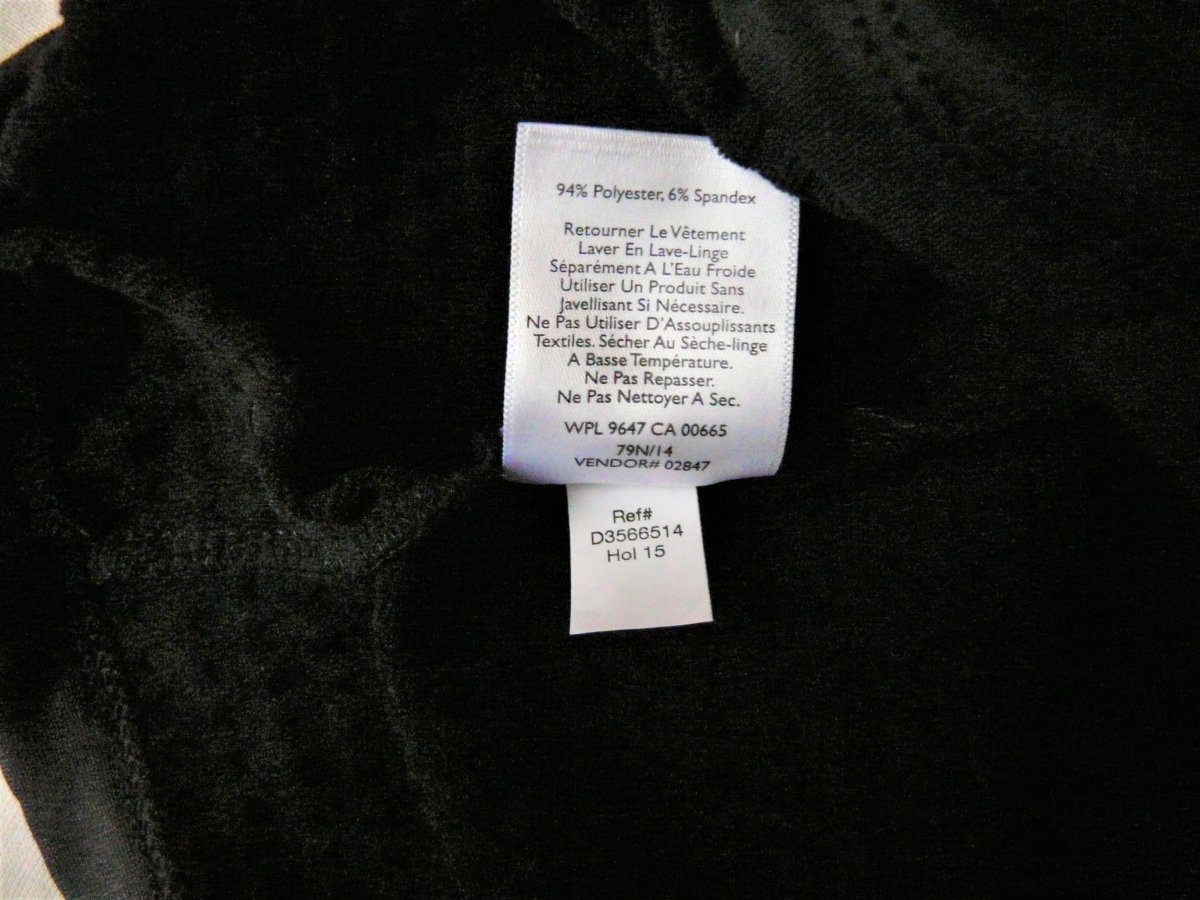 94% Polyester, 6% Spandex
Retourner Le Vêtement
Laver En Lave-Linge
Séparément A L'Eau Froide
Utiliser Un Produit Sans
Javellisant Si Nécessaire.
Ne Pas Utiliser D'Assouplissants
Textiles. Sécher Au Sèche-linge
A Basse Température.
Ne Pas Repasser.
Ne Pas Nettoyer A Sec.
WPL 9647 CA 00665
79N/14
VENDOR# 02847
Ref#
D3566514
Hol 15